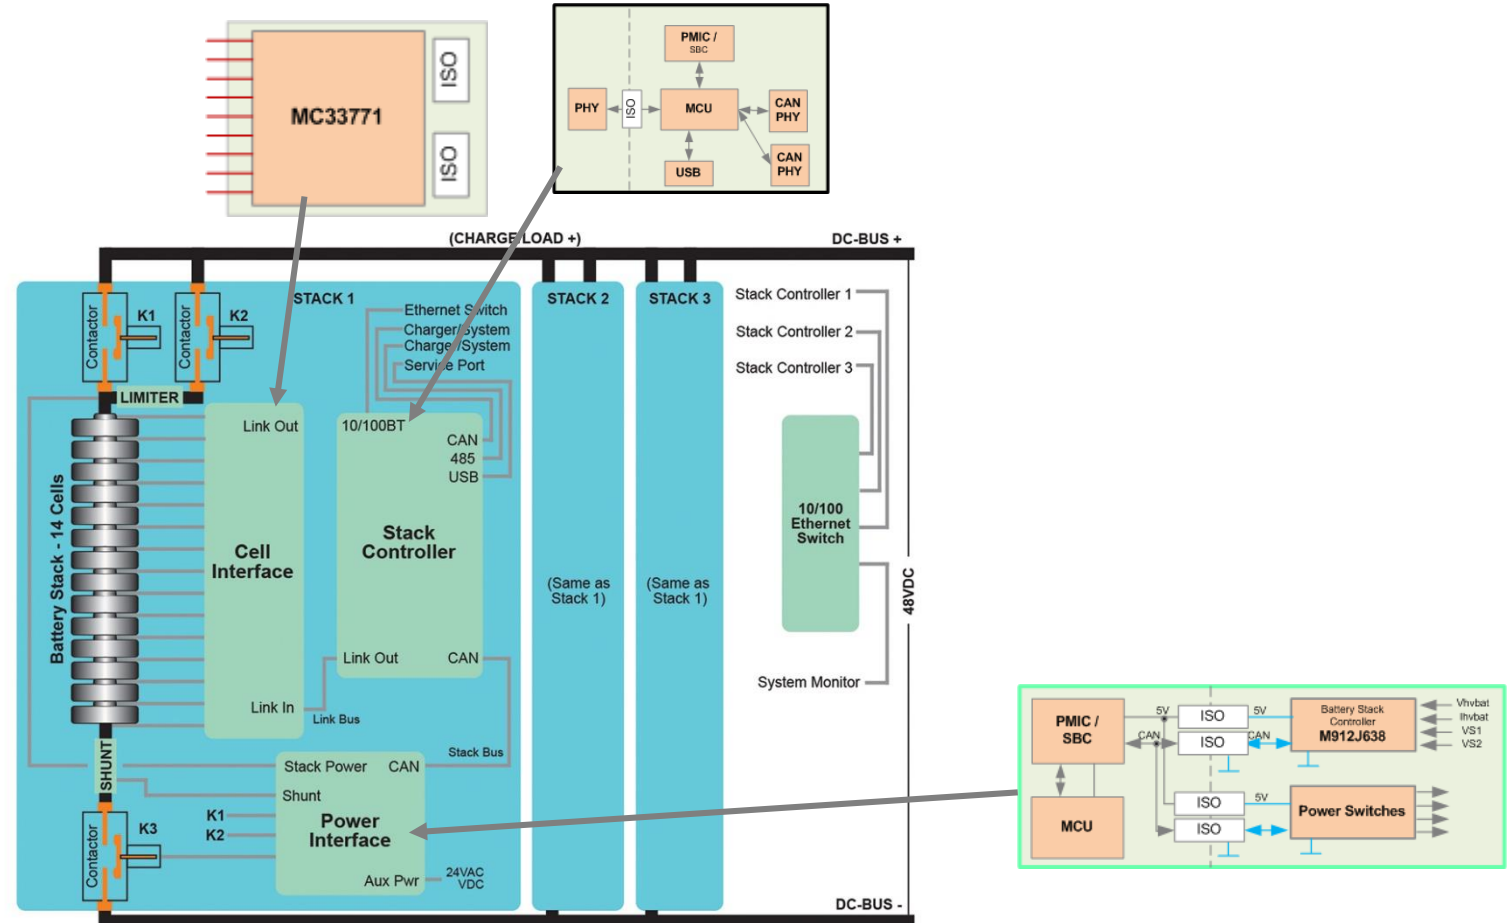 MC33771
ISO
ISO
PMIC /
SBC
PHY
ISO
MCU
CAN
PHY
USB
CAN
PHY
(CHARGE/LOAD +)
DC-BUS +
STACK 1
STACK 2
STACK 3
Contactor
K1
Contactor
K2
Ethernet Switch
Charger/System
Charger/System
Service Port
Stack Controller 1
Stack Controller 2
Stack Controller 3
LIMITER
Link Out
10/100BT
CAN
485
USB
Battery Stack - 14 Cells
Cell
Interface
Stack
Controller
(Same as
Stack 1)
(Same as
Stack 1)
10/100
Ethernet
Switch
48VDC
Link Out
CAN
System Monitor
Link In
Link Bus
Stack Bus
SHUNT
Stack Power
CAN
Shunt
K1
K2
Power
Interface
Contactor
K3
Aux Pwr
24VAC
VDC
DC-BUS -
PMIC /
SBC
MCU
5V
ISO
5V
CAN
ISO
CAN
Battery Stack
Controller
M912J638
Vhvbat
Ihvbat
VS1
VS2
ISO
5V
ISO
Power Switches